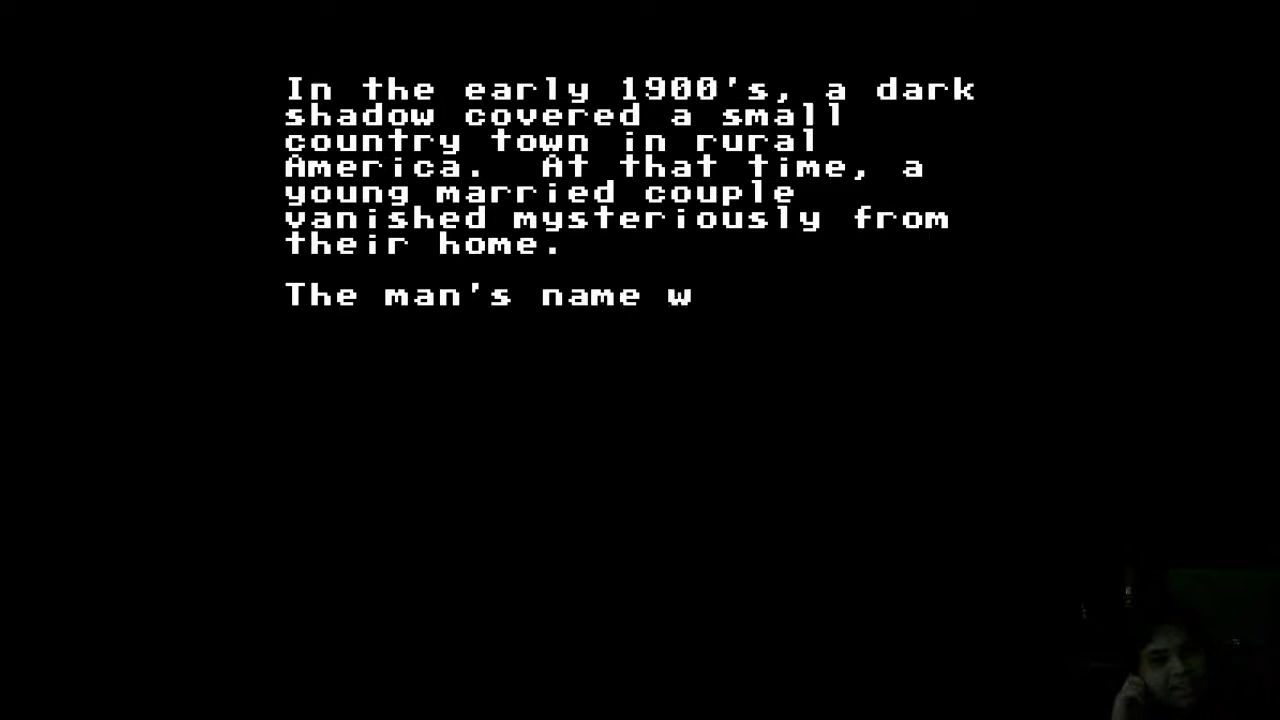 In the early 1900's, a dark
shadow covered a small
country town in rural
America.  At that time, a
young married couple
vanished mysteriously from
their home.
The man's name w